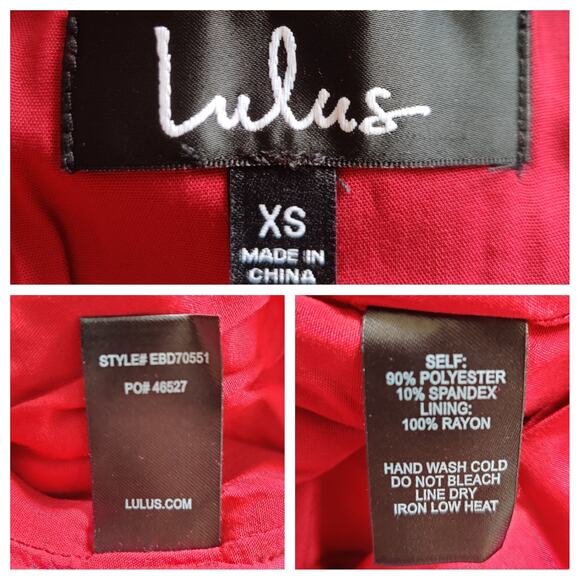 Lulus
XS
MADE IN
CHINA
STYLE# EBD70551
PO# 46527
LULUS.COM
SELF:
90% POLYESTER
10% SPANDEX
LINING:
100% RAYON
HAND WASH COLD
DO NOT BLEACH
LINE DRY
IRON LOW HEAT